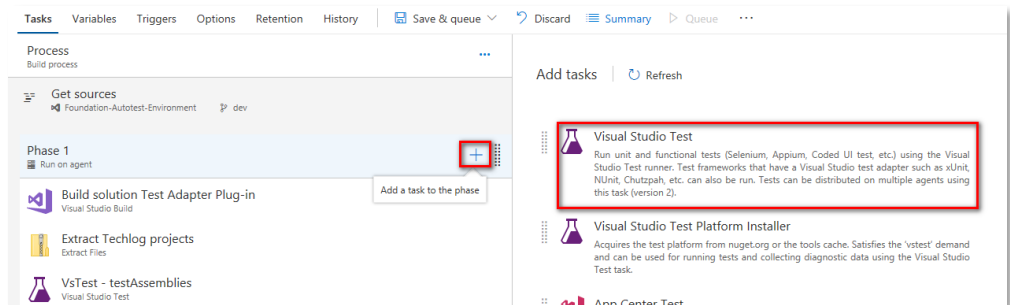 Tasks Variables Triggers Options Retention History Save & queue Discard Summary Queue ...
Process
Build process
Get sources
Foundation-Autotest-Environment dev
Phase 1
Run on agent
Add a task to the phase
Build solution Test Adapter Plug-in
Visual Studio Build
Extract Techlog projects
Extract Files
VsTest - testAssemblies
Visual Studio Test
Add tasks Refresh
Visual Studio Test
Run unit and functional tests (Selenium, Appium, Coded UI test, etc.) using the Visual
Studio Test runner. Test frameworks that have a Visual Studio test adapter such as xUnit,
NUnit, Chutzpah, etc. can also be run. Tests can be distributed on multiple agents using
this task (version 2).
Visual Studio Test Platform Installer
Acquires the test platform from nuget.org or the tools cache. Satisfies the 'vstest' demand
and can be used for running tests and collecting diagnostic data using the Visual Studio
Test task.
App Center Test